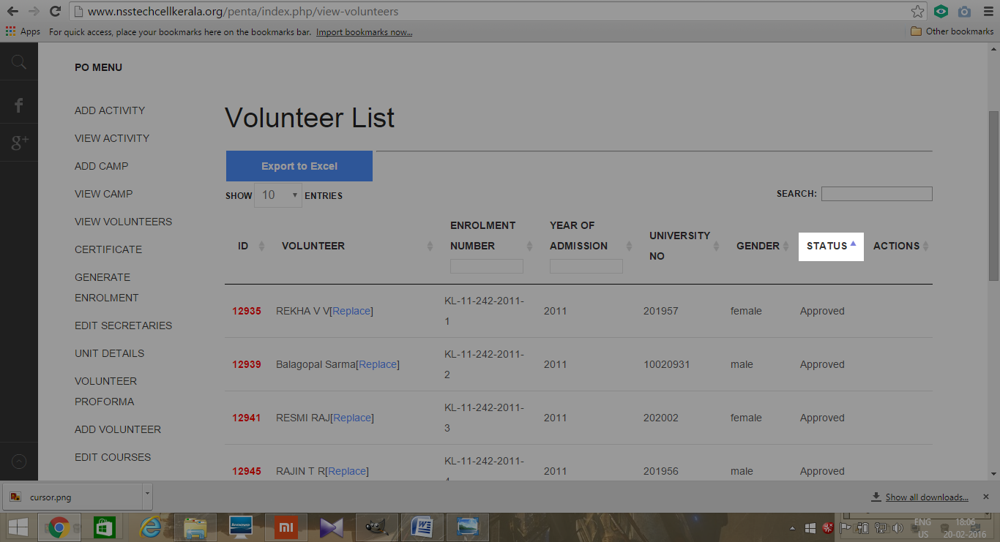 www.nsstechcellkerala.org/penta/index.php/view-volunteers
Apps For quick access, place your bookmarks here on the bookmarks bar. Import bookmarks now... Other bookmarks
PO MENU
ADD ACTIVITY
VIEW ACTIVITY
ADD CAMP
VIEW CAMP
VIEW VOLUNTEERS
CERTIFICATE
GENERATE
ENROLMENT
EDIT SECRETARIES
UNIT DETAILS
VOLUNTEER
PROFORMA
ADD VOLUNTEER
EDIT COURSES
f
g+
Volunteer List
Export to Excel
SHOW 10 ENTRIES
SEARCH:
ID
VOLUNTEER
ENROLMENT
NUMBER
YEAR OF
ADMISSION
UNIVERSITY
NO
GENDER
STATUS
ACTIONS
12935 REKHA V V[Replace] KL-11-242-2011-
1
2011 201957 female Approved
12939 Balagopal Sarma[Replace] KL-11-242-2011-
2
2011 10020931 male Approved
12941 RESMI RAJ[Replace] KL-11-242-2011-
3
2011 202002 female Approved
12945 RAJIN T R[Replace] KL-11-242-2011-
4
2011 201956 male Approved
cursor.png
Show all downloads...
lenovo
mi
W
ENG
US
18:06
20-02-2016